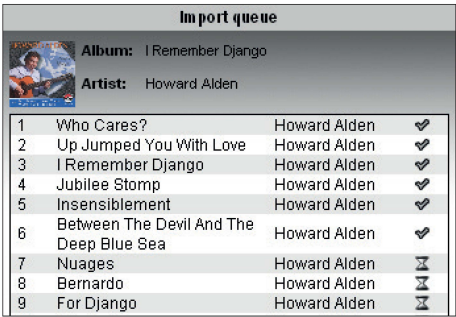 Import queue
Album: I Remember Django
Artist: Howard Alden
1 Who Cares? Howard Alden
2 Up Jumped You With Love Howard Alden
3 I Remember Django Howard Alden
4 Jubilee Stomp Howard Alden
5 Insensiblement Howard Alden
6 Between The Devil And The
Deep Blue Sea Howard Alden
7 Nuages Howard Alden
8 Bernardo Howard Alden
9 For Django Howard Alden